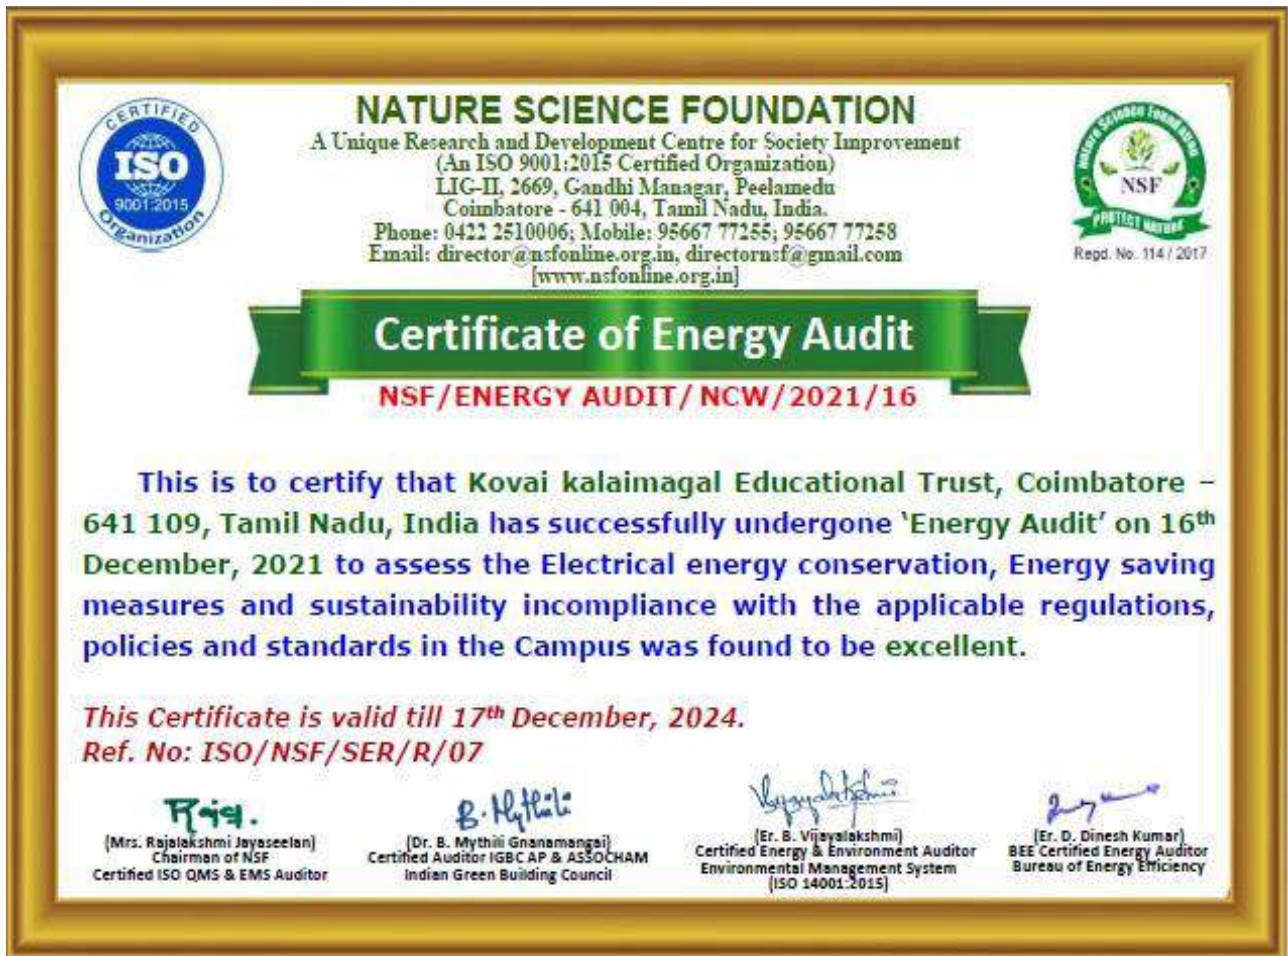 CERTIFIED
ISO
9001:2015
Organization
NATURE SCIENCE FOUNDATION
A Unique Research and Development Centre for Society Improvement
(An ISO 9001:2015 Certified Organization)
LIG-II, 2669, Gandhi Managar, Peelamedu
Coimbatore - 641 004, Tamil Nadu, India.
Phone: 0422 2510006; Mobile: 95667 77255; 95667 77258
Email: director@nsfonline.org.in, directornsf@gmail.com
[www.nsfonline.org.in]
Nature Science Foundation
NSF
PROTECT NATURE
Regd. No. 114 / 2017
Certificate of Energy Audit
NSF/ENERGY AUDIT/ NCW/2021/16
This is to certify that Kovai kalaimagal Educational Trust, Coimbatore –
641 109, Tamil Nadu, India has successfully undergone ‘Energy Audit’ on 16th
December, 2021 to assess the Electrical energy conservation, Energy saving
measures and sustainability incompliance with the applicable regulations,
policies and standards in the Campus was found to be excellent.
This Certificate is valid till 17th December, 2024.
Ref. No: ISO/NSF/SER/R/07
B. Mythili
(Mrs. Rajalakshmi Jayaseelan)
Chairman of NSF
Certified ISO QMS & EMS Auditor
(Dr. B. Mythili Gnanamangai)
Certified Auditor IGBC AP & ASSOCHAM
Indian Green Building Council
(Er. B. Vijayalakshmi)
Certified Energy & Environment Auditor
Environmental Management System
(ISO 14001:2015)
(Er. D. Dinesh Kumar)
BEE Certified Energy Auditor
Bureau of Energy Efficiency